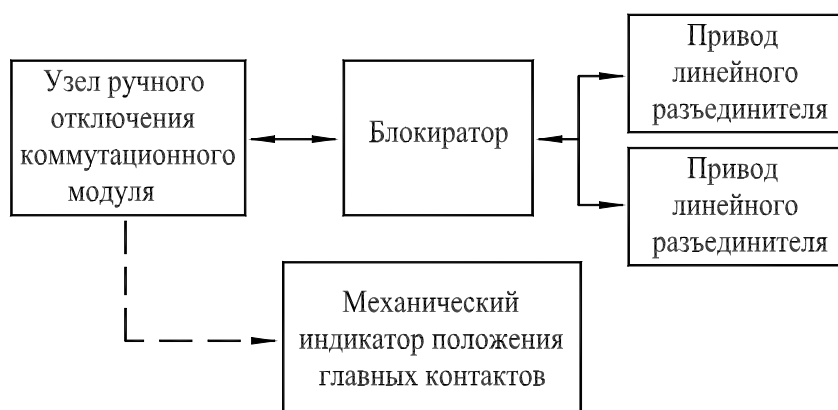 Узел ручного
отключения
коммутационного
модуля
Блокиратор
Привод
линейного
разъединителя
Привод
линейного
разъединителя
Механический
индикатор положения
главных контактов